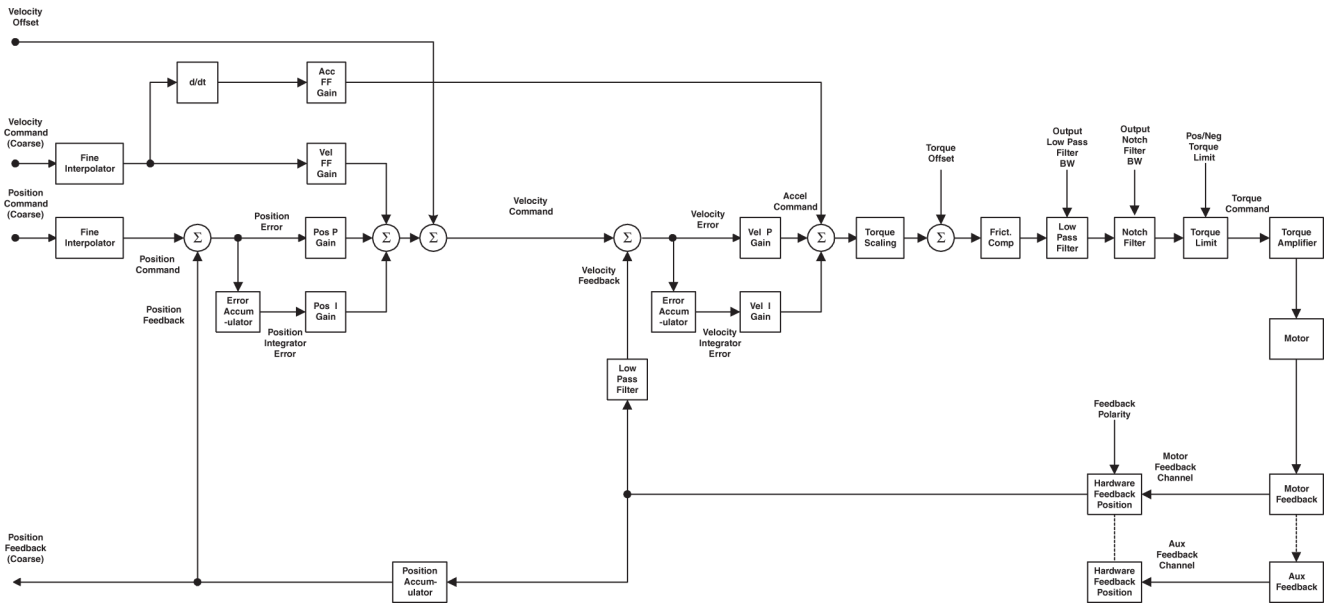 Velocity
Offset
d/dt
Acc
FF
Gain
Velocity
Command
(Coarse)
Fine
Interpolator
Vel
FF
Gain
Torque
Offset
Output
Low Pass
Filter
BW
Output
Notch
Filter
BW
Pos/Neg
Torque
Limit
Position
Command
(Coarse)
Fine
Interpolator
Σ
Position
Command
Position
Error
Pos P
Gain
Σ
Σ
Velocity
Command
Σ
Velocity
Error
Vel P
Gain
Accel
Command
Σ
Torque
Scaling
Σ
Frict.
Comp
Low
Pass
Filter
Notch
Filter
Torque
Limit
Torque
Command
Torque
Amplifier
Position
Feedback
Error
Accum
-ulator
Position
Integrator
Error
Pos I
Gain
Velocity
Feedback
Error
Accum-
-ulator
Velocity
Integrator
Error
Vel I
Gain
Motor
Low
Pass
Filter
Feedback
Polarity
Motor
Feedback
Channel
Hardware
Feedback
Position
Motor
Feedback
Position
Feedback
(Coarse)
Position
Accum-
ulator
Aux
Feedback
Channel
Hardware
Feedback
Position
Aux
Feedback